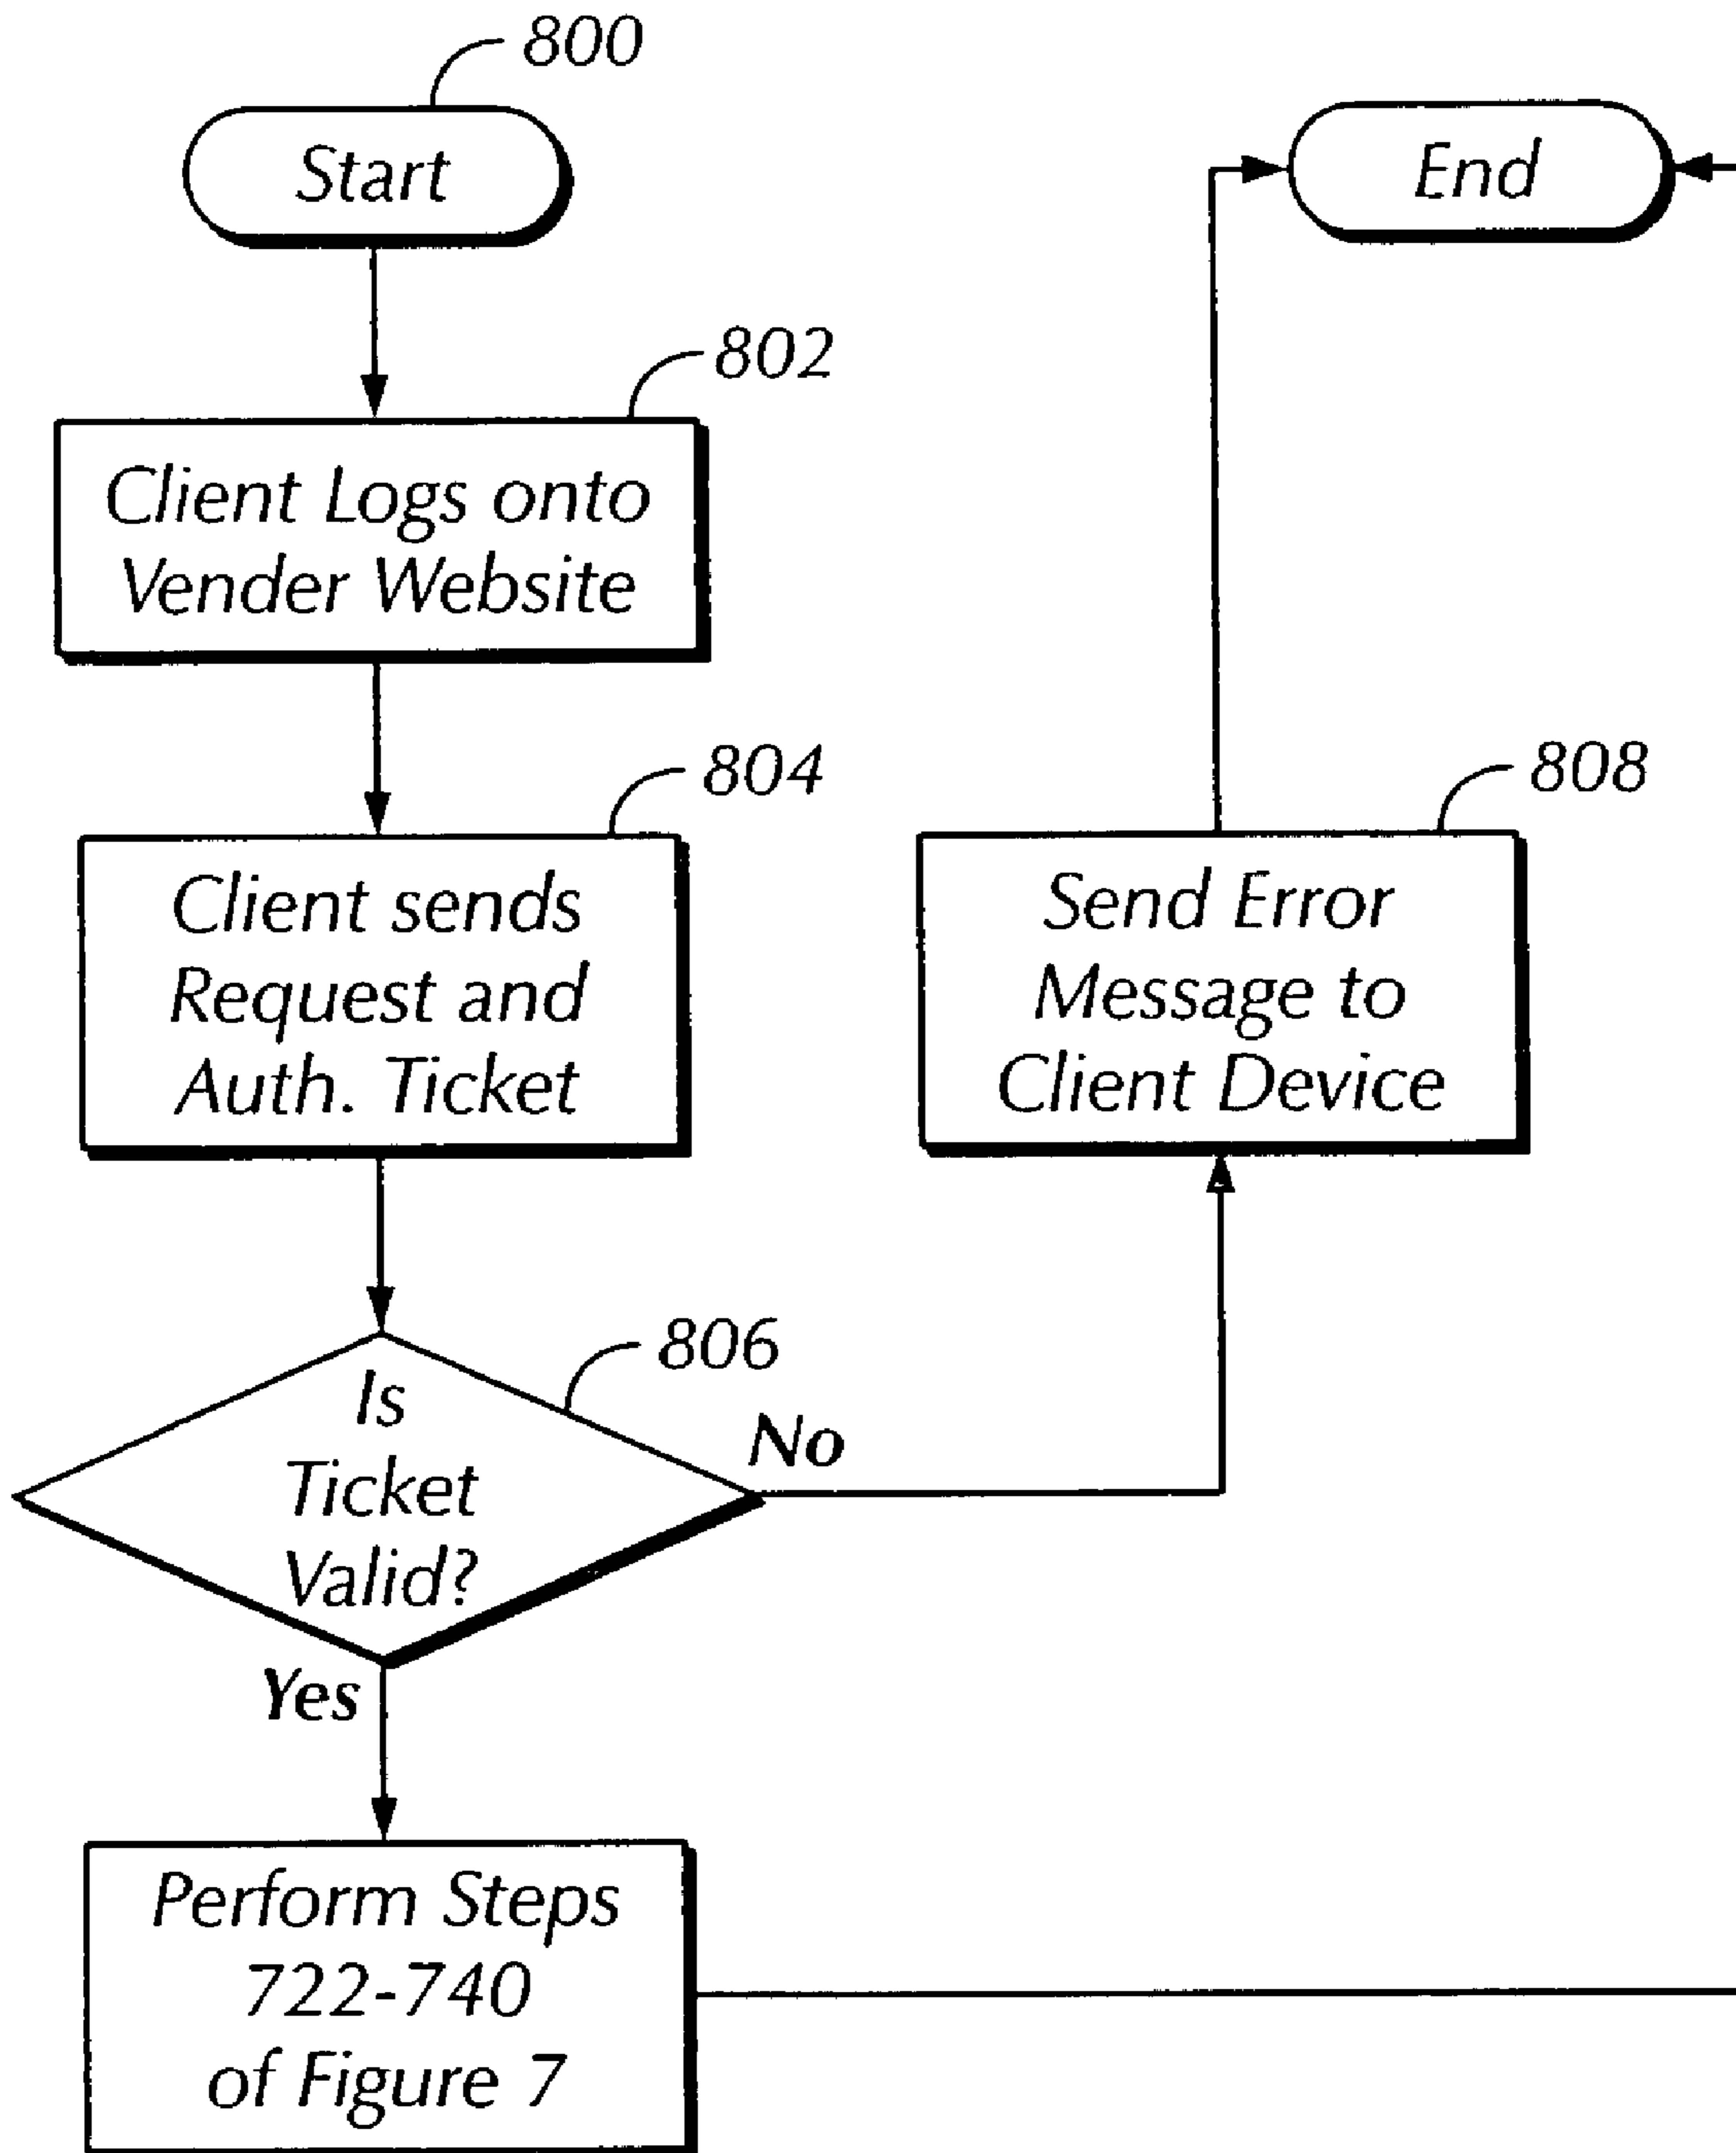 800
Start
End
802
Client Logs onto
Vender Website
804
Client sends
Request and
Auth. Ticket
808
Send Error
Message to
Client Device
806
Is
Ticket
Valid?
No
Yes
Perform Steps
722-740
of Figure 7